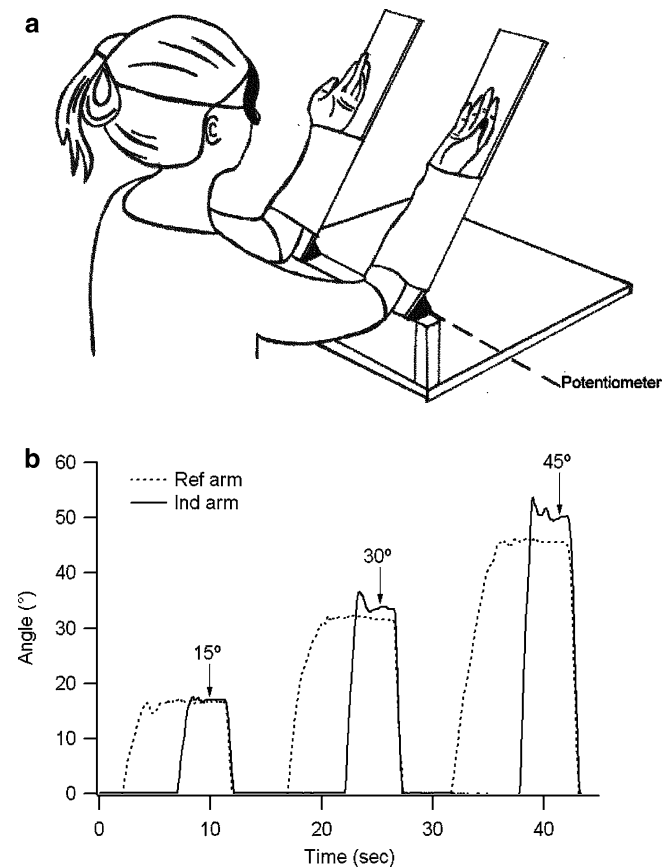 a
Potentiometer
b
Ref arm
Ind arm
15º
30º
45º
Angle (°)
60
50
40
30
20
10
0
0 10 20 30 40
Time (sec)